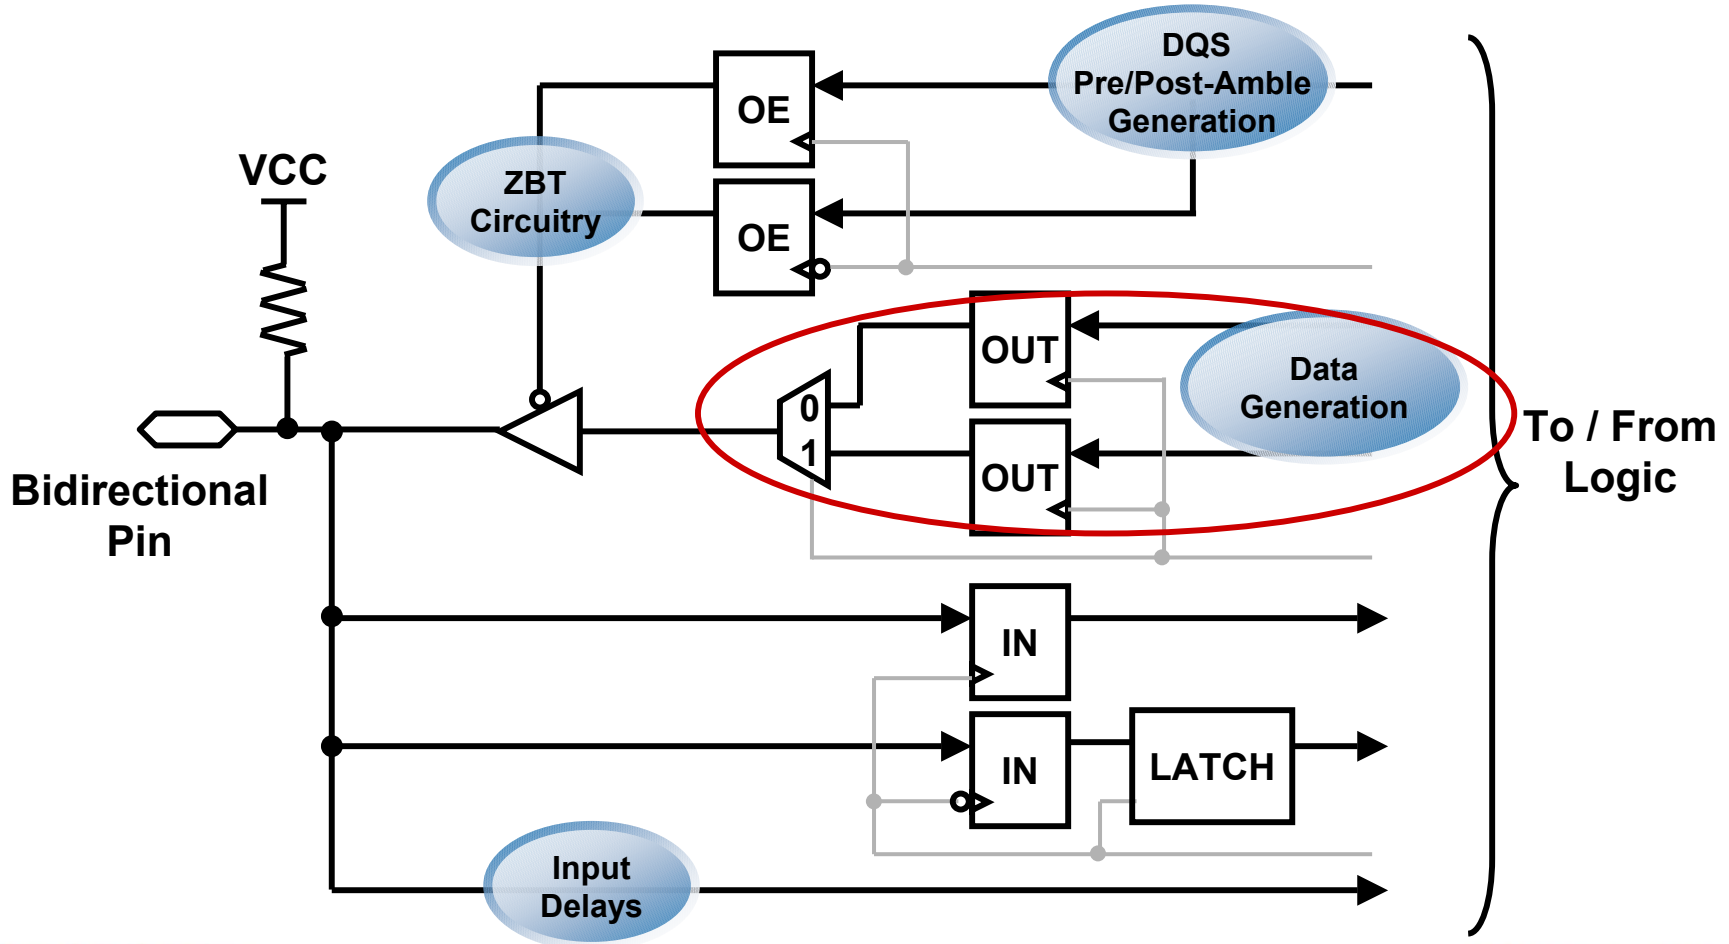 DQS
Pre/Post-Amble
Generation
OE
VCC
ZBT
Circuitry
OE
OUT
Data
Generation
0
1
OUT
To / From
Logic
Bidirectional
Pin
IN
IN
LATCH
Input
Delays